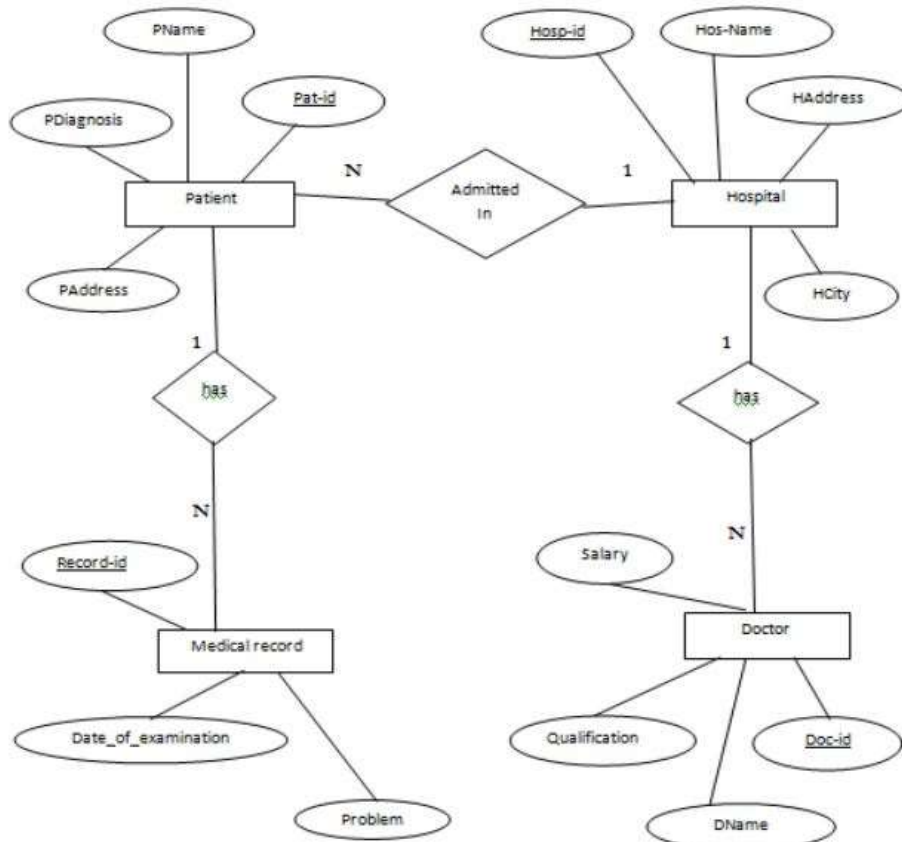 PName
Hosp-id
Hos-Name
Pat-id
HAddress
PDiagnosis
N
Admitted
In
1
Patient
Hospital
PAddress
HCity
1
1
has
has
N
N
Record-id
Salary
Medical record
Doctor
Date_of_examination
Qualification
Doc-id
Problem
DName